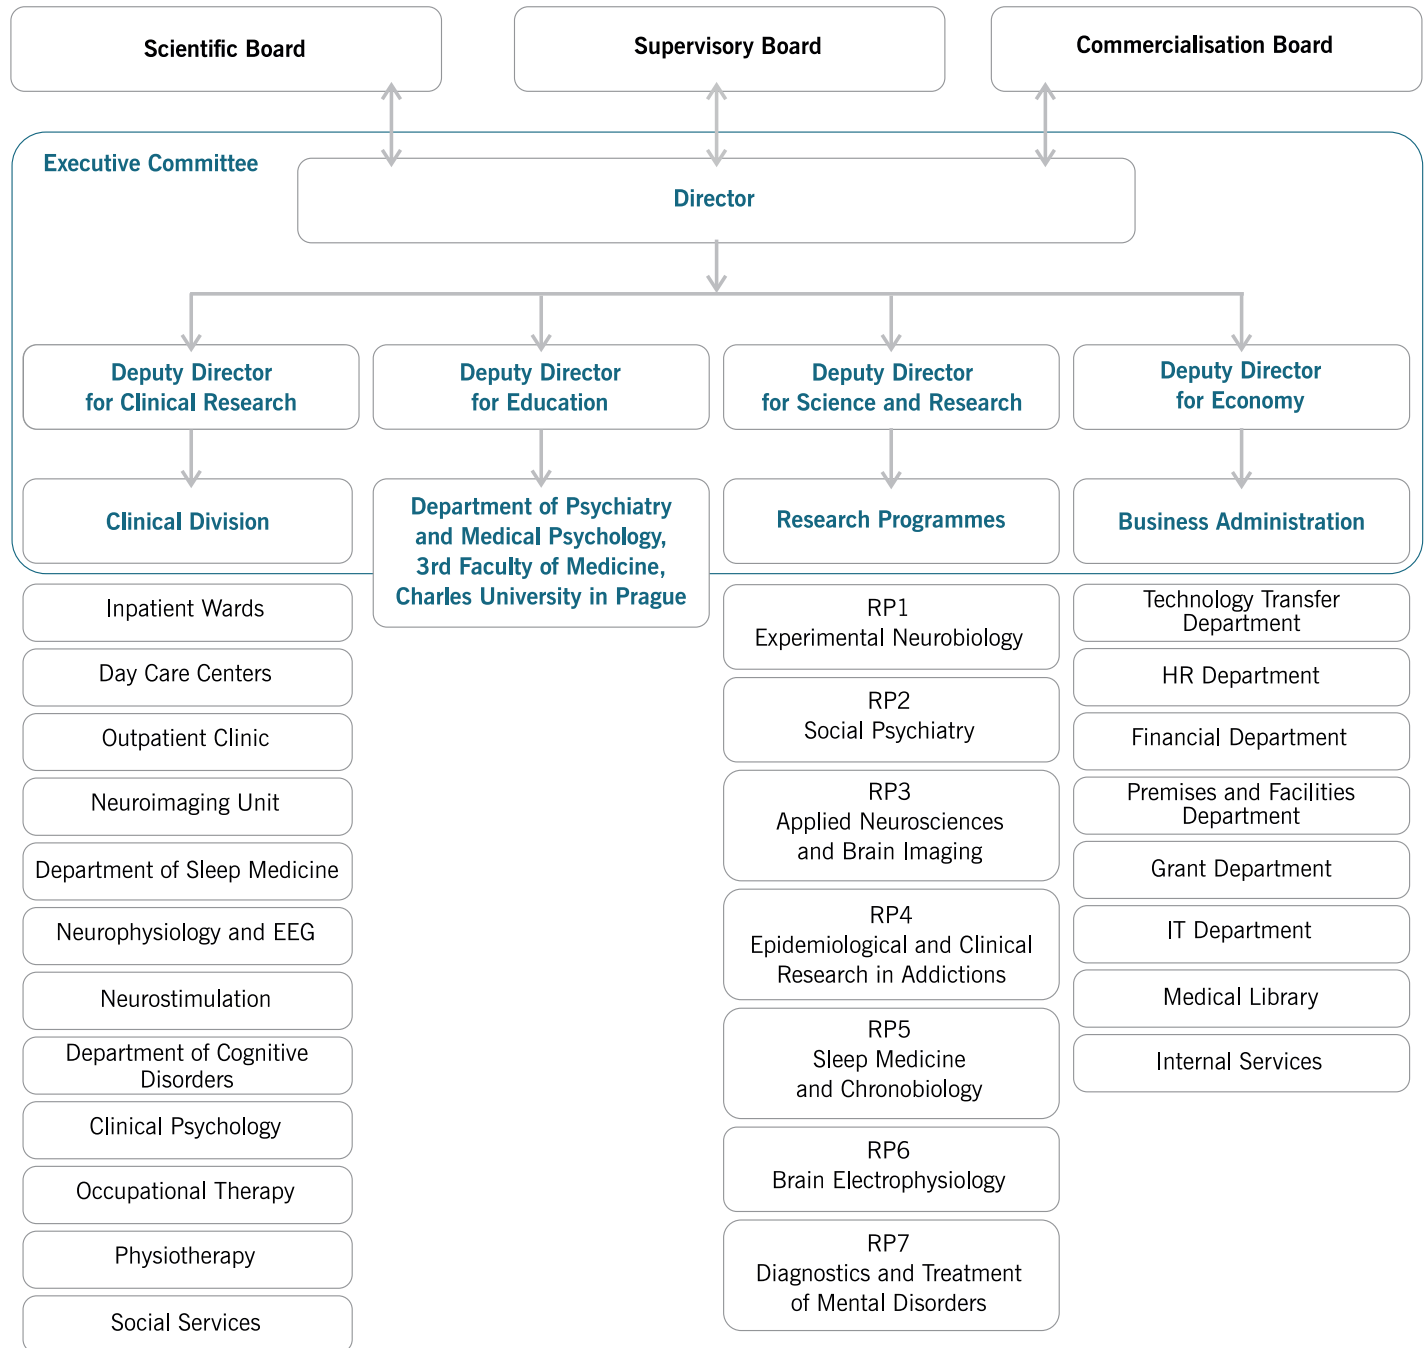 Scientific Board
Supervisory Board
Commercialisation Board
Executive Committee
Director
Deputy Director
for Clinical Research
Deputy Director
for Education
Deputy Director
for Science and Research
Deputy Director
for Economy
Clinical Division
Department of Psychiatry
and Medical Psychology,
3rd Faculty of Medicine,
Charles University in Prague
Research Programmes
Business Administration
Inpatient Wards
Day Care Centers
Outpatient Clinic
Neuroimaging Unit
Department of Sleep Medicine
Neurophysiology and EEG
Neurostimulation
Department of Cognitive
Disorders
Clinical Psychology
Occupational Therapy
Physiotherapy
Social Services
RP1
Experimental Neurobiology
RP2
Social Psychiatry
RP3
Applied Neurosciences
and Brain Imaging
RP4
Epidemiological and Clinical
Research in Addictions
RP5
Sleep Medicine
and Chronobiology
RP6
Brain Electrophysiology
RP7
Diagnostics and Treatment
of Mental Disorders
Technology Transfer
Department
HR Department
Financial Department
Premises and Facilities
Department
Grant Department
IT Department
Medical Library
Internal Services